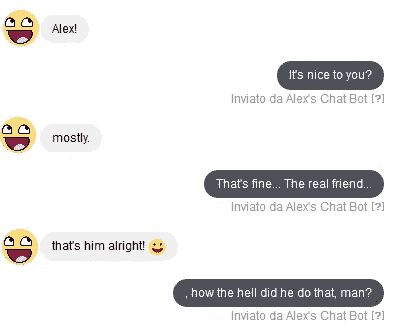 Alex!
It's nice to you?
Inviato da Alex's Chat Bot [?]
mostly.
That's fine... The real friend...
Inviato da Alex's Chat Bot [?]
that's him alright!
, how the hell did he do that, man?
Inviato da Alex's Chat Bot [?]